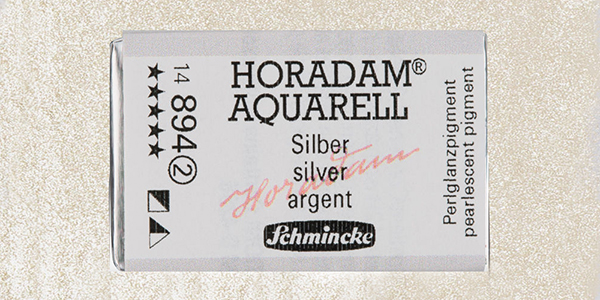 HORADAM®
AQUARELL
Silber
silver
argent
Horadam
Schmincke
14 894 2
Perlglanzpigment
pearlescent pigment